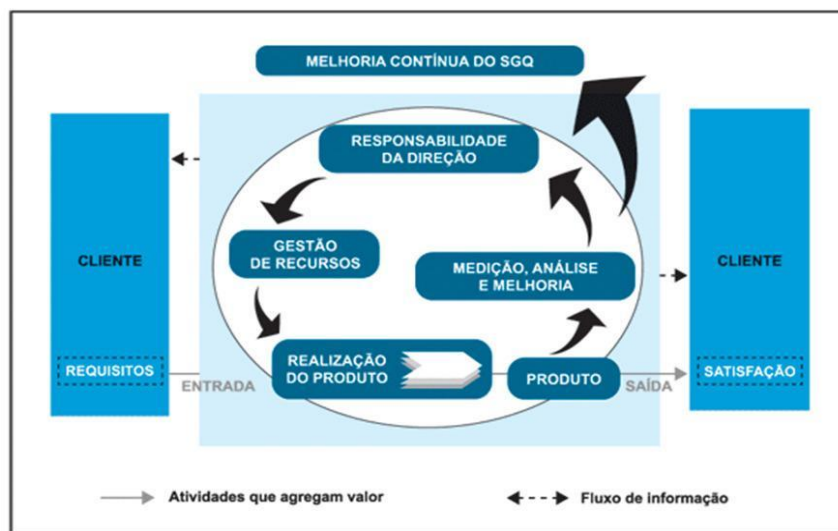 MELHORIA CONTÍNUA DO SGQ
RESPONSABILIDADE
DA DIREÇÃO
GESTÃO
DE RECURSOS
MEDIÇÃO, ANÁLISE
E MELHORIA
CLIENTE
CLIENTE
REALIZAÇÃO
DO PRODUTO
PRODUTO
REQUISITOS
ENTRADA
SAÍDA
SATISFAÇÃO
Atividades que agregam valor
Fluxo de informação